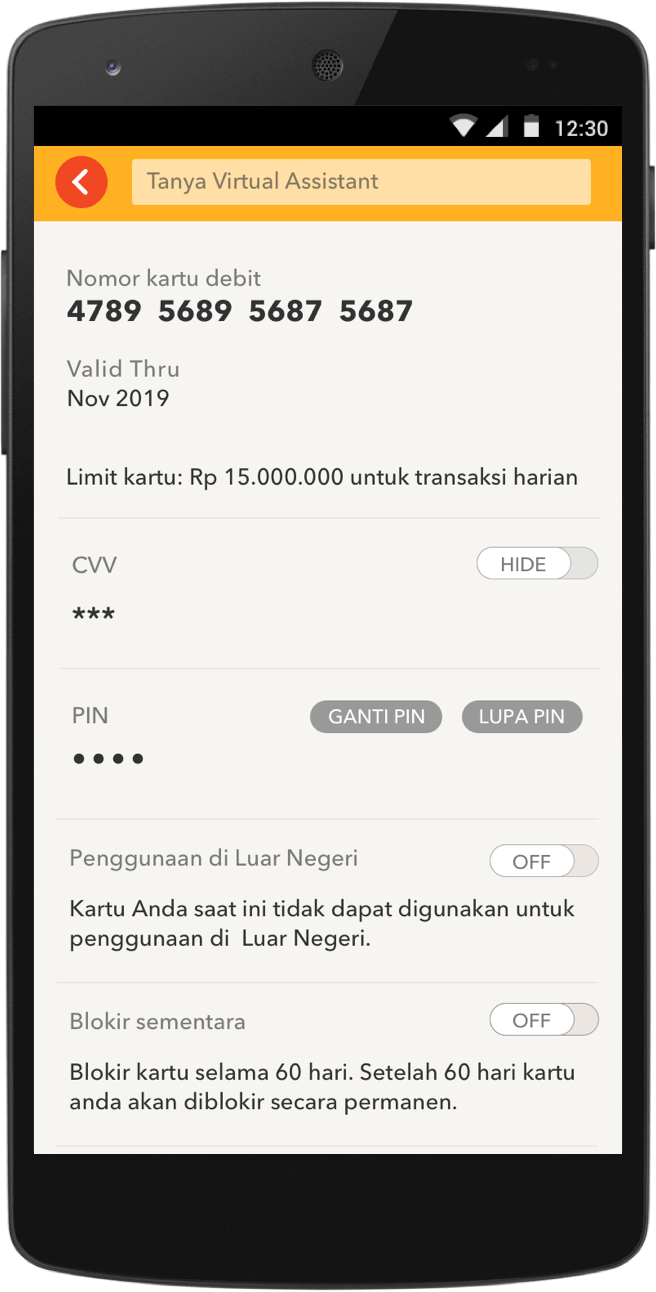 12:30
Tanya Virtual Assistant
Nomor kartu debit
4789 5689 5687 5687
Valid Thru
Nov 2019
Limit kartu: Rp 15.000.000 untuk transaksi harian
CVV HIDE
***
PIN GANTI PIN LUPA PIN
••••
Penggunaan di Luar Negeri OFF
Kartu Anda saat ini tidak dapat digunakan untuk
penggunaan di Luar Negeri.
Blokir sementara OFF
Blokir kartu selama 60 hari. Setelah 60 hari kartu
anda akan diblokir secara permanen.